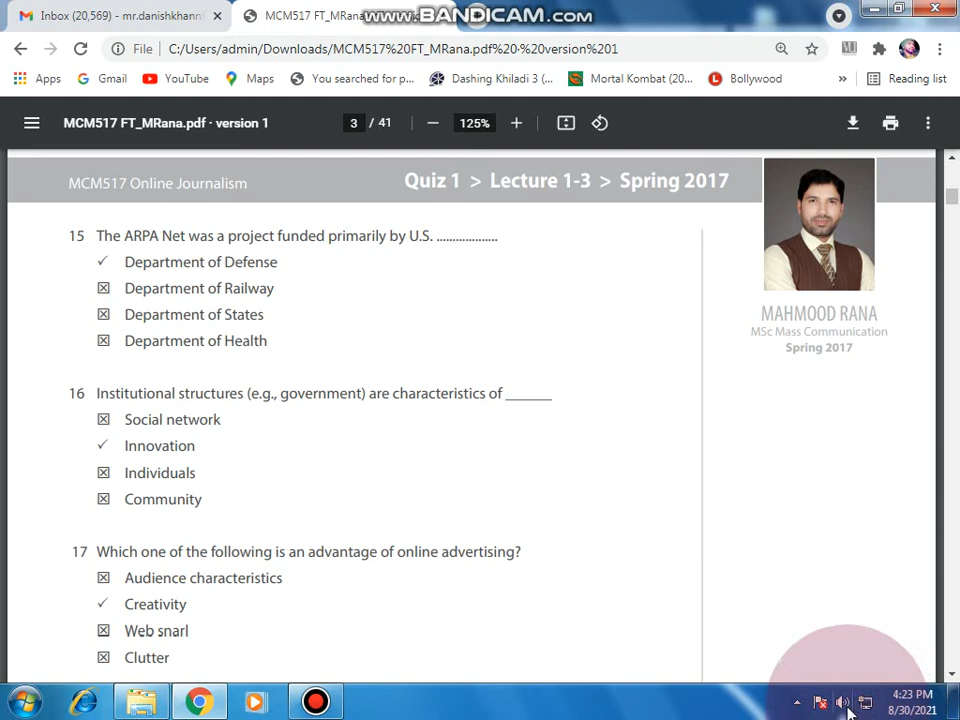 Inbox (20,569) - mr.danishkhann
MCM517 FT_MRana
www.BANDICAM.com
File
C:/Users/admin/Downloads/MCM517%20FT_MRana.pdf%20·%20version%201
Apps
Gmail
YouTube
Maps
You searched for p...
Dashing Khiladi 3 (...
Mortal Kombat (20...
Bollywood
»
Reading list
MCM517 FT_MRana.pdf · version 1
3 / 41
125%
MCM517 Online Journalism
Quiz 1 > Lecture 1-3 > Spring 2017
15 The ARPA Net was a project funded primarily by U.S. ...................
Department of Defense
Department of Railway
Department of States
Department of Health
16 Institutional structures (e.g., government) are characteristics of ______
Social network
Innovation
Individuals
Community
17 Which one of the following is an advantage of online advertising?
Audience characteristics
Creativity
Web snarl
Clutter
MAHMOOD RANA
MSc Mass Communication
Spring 2017
4:23 PM
8/30/2021